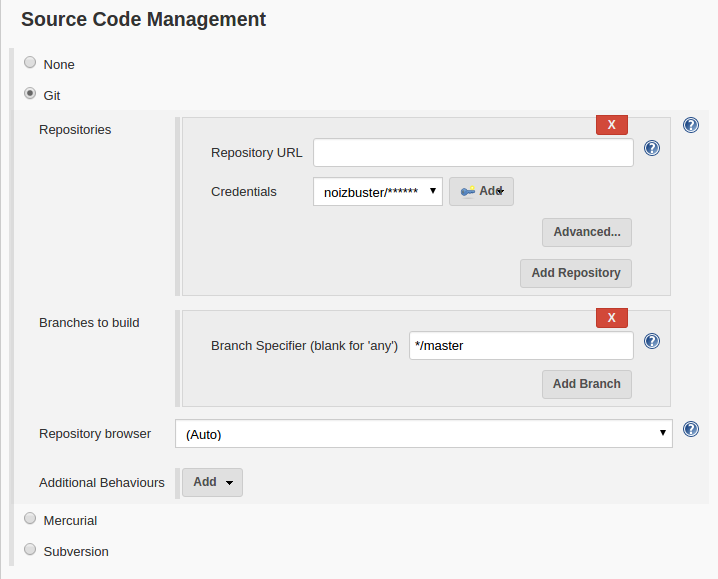 Source Code Management
None
Git
Repositories
X
?
Repository URL
?
Credentials
noizbuster/******
Add
Advanced...
Add Repository
Branches to build
X
Branch Specifier (blank for 'any')
*/master
?
Add Branch
Repository browser
(Auto)
?
Additional Behaviours
Add
Mercurial
Subversion